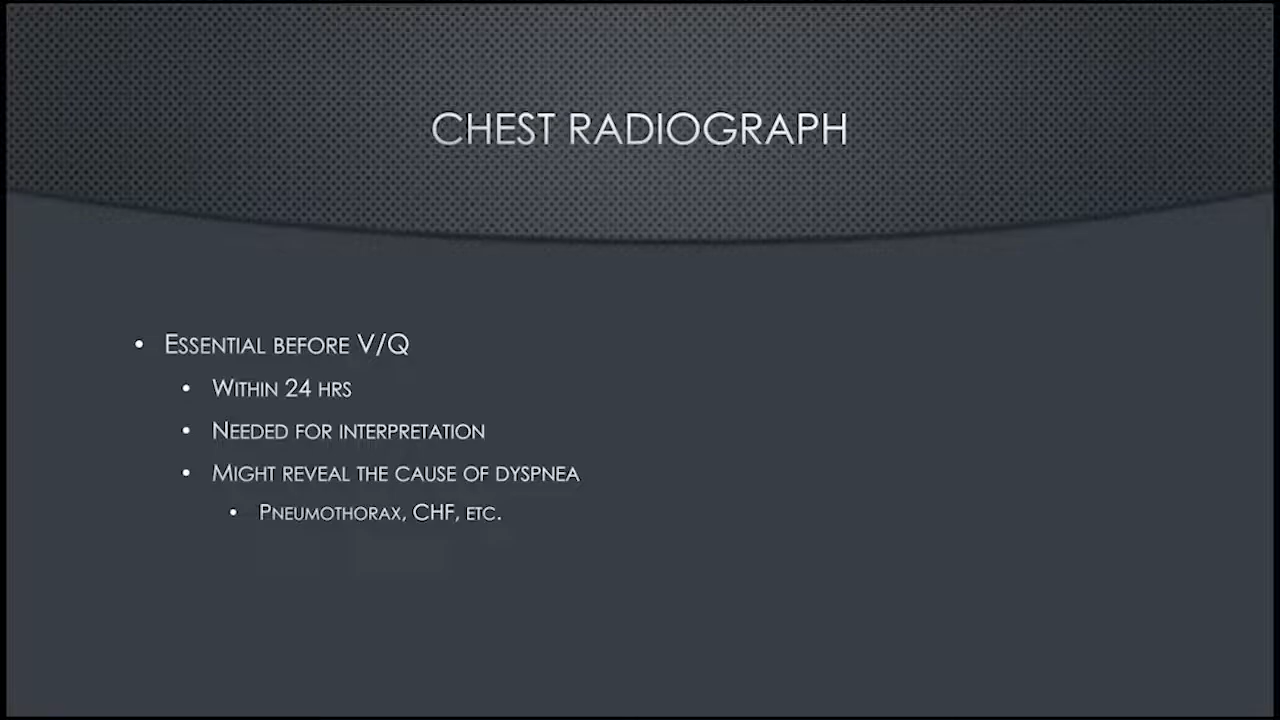 CHEST RADIOGRAPH
• ESSENTIAL BEFORE V/Q
• WITHIN 24 HRS
• NEEDED FOR INTERPRETATION
• MIGHT REVEAL THE CAUSE OF DYSPNEA
• PNEUMOTHORAX, CHF, ETC.